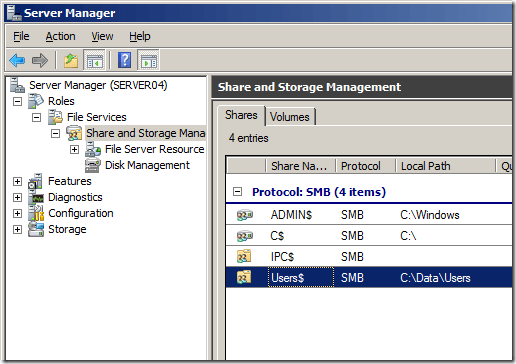 Server Manager
File Action View Help
Server Manager (SERVER04)
Roles
File Services
Share and Storage Mana
File Server Resource
Disk Management
Features
Diagnostics
Configuration
Storage
Share and Storage Management
Shares Volumes
4 entries
Share Na... Protocol Local Path Qu
Protocol: SMB (4 items)
ADMIN$ SMB C:\Windows
C$ SMB C:\
IPC$ SMB
Users$ SMB C:\Data\Users